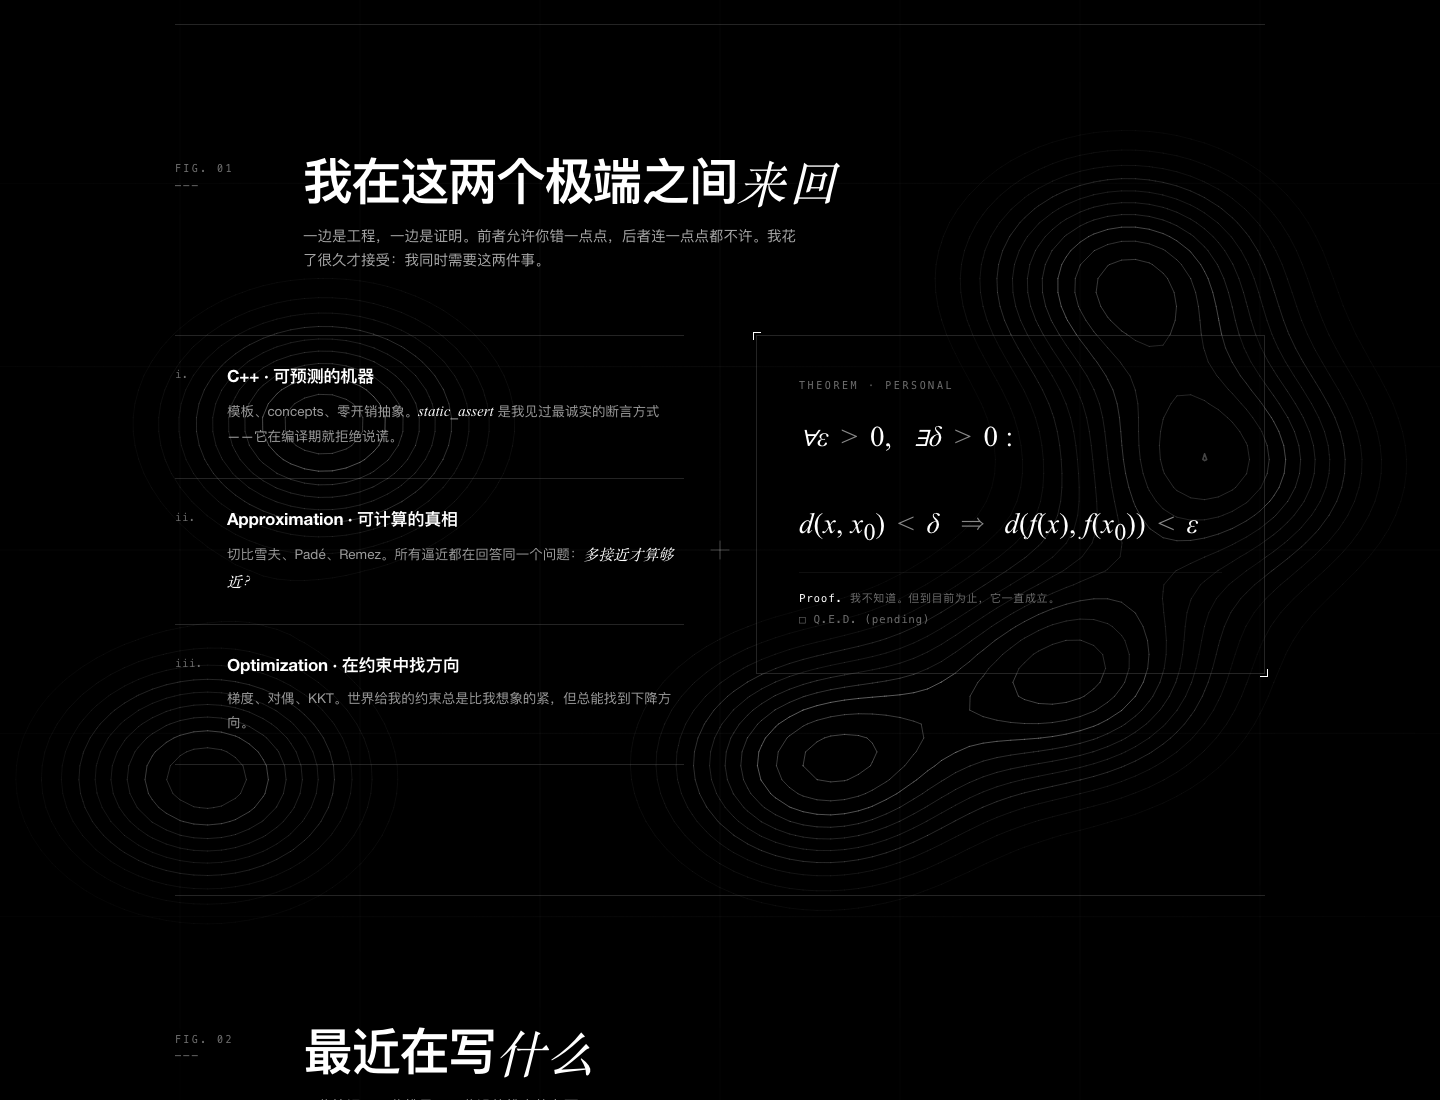 FIG. 01
———
我在这两个极端之间来回
一边是工程，一边是证明。前者允许你错一点点，后者连一点点都不许。我花
了很久才接受：我同时需要这两件事。
i.
C++ · 可预测的机器
模板、concepts、零开销抽象。static_assert 是我见过最诚实的断言方式
——它在编译期就拒绝说谎。
ii.
Approximation · 可计算的真相
切比雪夫、Padé、Remez。所有逼近都在回答同一个问题：多接近才算够
近？
iii.
Optimization · 在约束中找方向
梯度、对偶、KKT。世界给我的约束总是比我想象的紧，但总能找到下降方
向。
THEOREM · PERSONAL
∀ε > 0, ∃δ > 0 :
d(x, x₀) < δ ⇒ d(f(x), f(x₀)) < ε
Proof. 我不知道。但到目前为止，它一直成立。
□ Q.E.D. (pending)
FIG. 02
———
最近在写什么